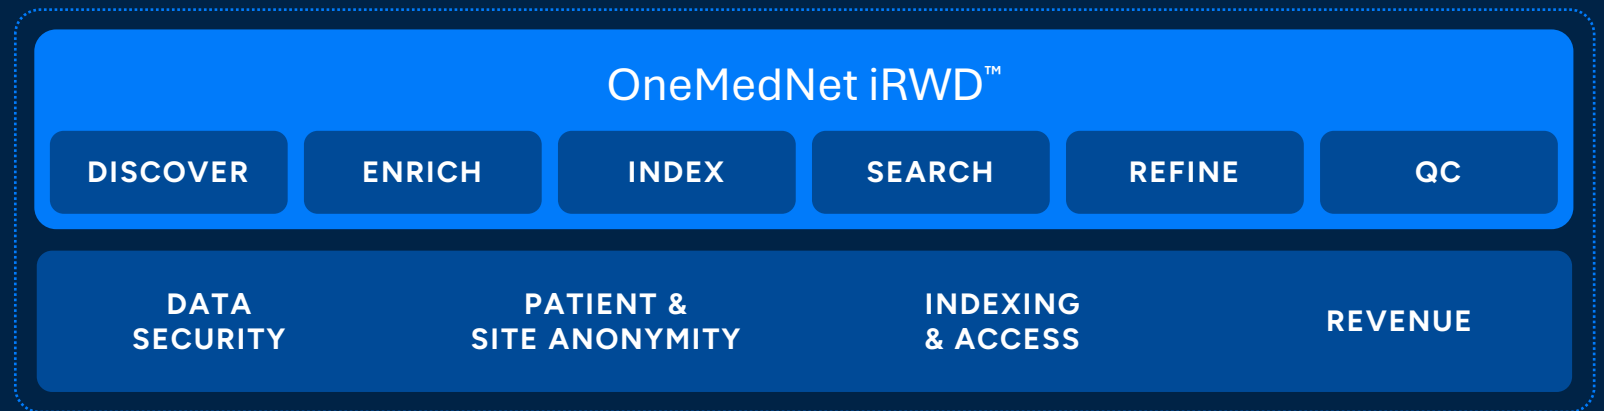 OneMedNet iRWD™
DISCOVER
ENRICH
INDEX
SEARCH
REFINE
QC
DATA
SECURITY
PATIENT &
SITE ANONYMITY
INDEXING
& ACCESS
REVENUE